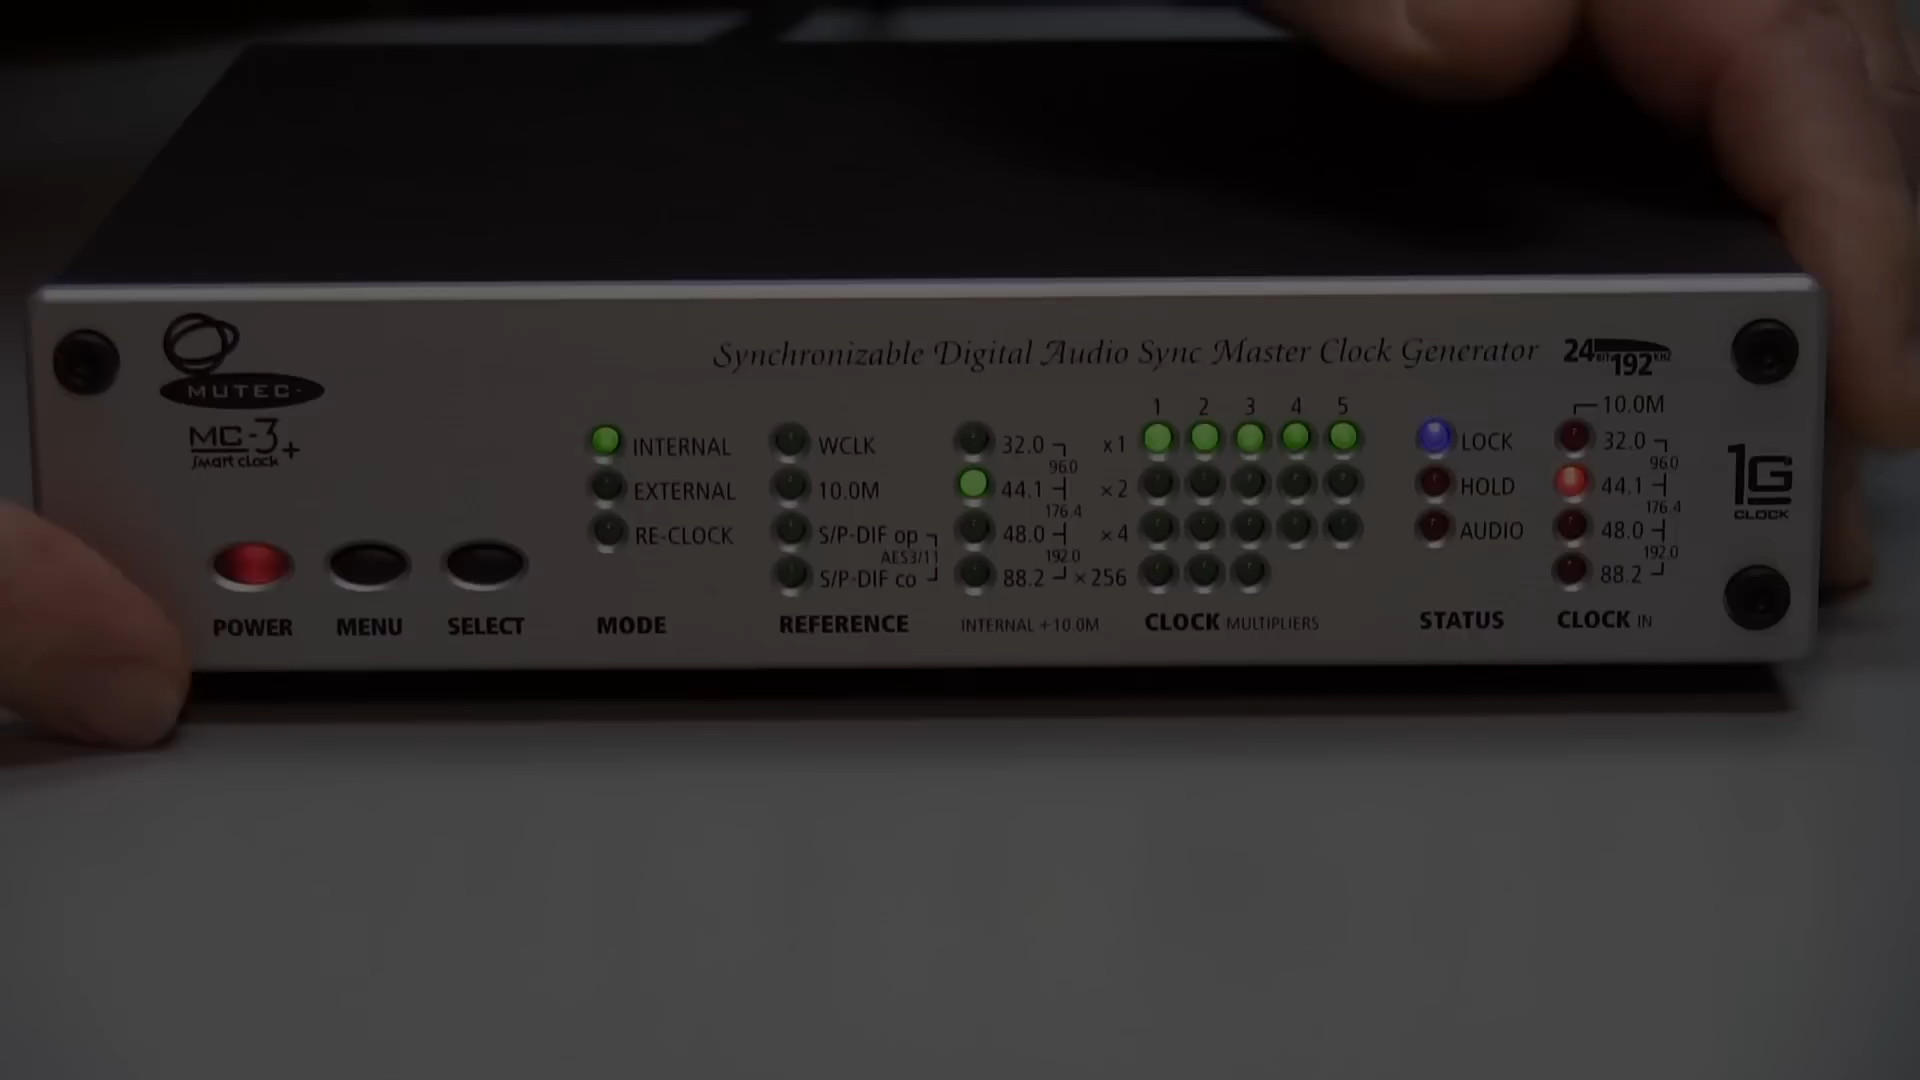 Synchronizable Digital Audio Sync Master Clock Generator
24 BIT 192 KHZ
MUTEC
MC-3+
smart clock
1 2 3 4 5
10.0M
INTERNAL WCLK 32.0 x1 LOCK 32.0
96.0 96.0
EXTERNAL 10.0M 44.1 x2 HOLD 44.1
176.4 176.4
RE-CLOCK S/P-DIF op 48.0 x4 AUDIO 48.0
AES3/11 192.0 192.0
S/P-DIF co 88.2 x256 88.2
1G
CLOCK
POWER MENU SELECT MODE REFERENCE INTERNAL +10.0M CLOCK MULTIPLIERS STATUS CLOCK IN